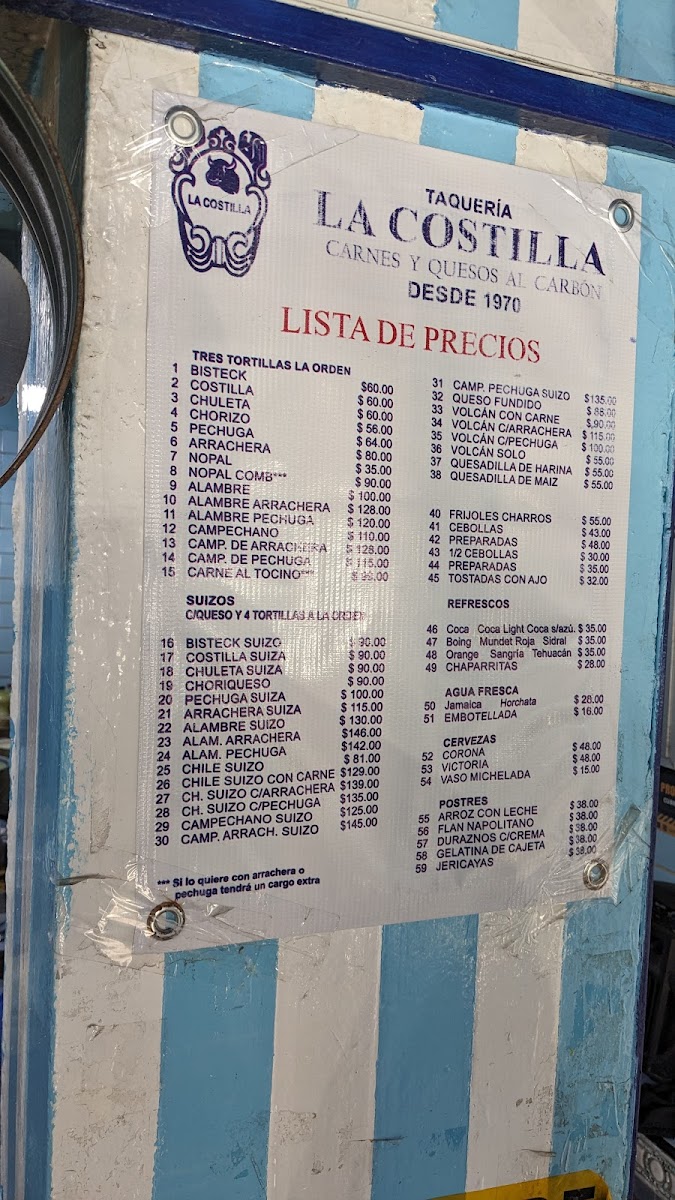 LA COSTILLA
TAQUERÍA
LA COSTILLA
CARNES Y QUESOS AL CARBÓN
DESDE 1970
LISTA DE PRECIOS
TRES TORTILLAS LA ORDEN
1 BISTECK $60.00
2 COSTILLA $ 60.00
3 CHULETA $ 60.00
4 CHORIZO $ 56.00
5 PECHUGA $ 64.00
6 ARRACHERA $ 80.00
7 NOPAL $ 35.00
8 NOPAL COMB*** $ 90.00
9 ALAMBRE $ 100.00
10 ALAMBRE ARRACHERA $ 128.00
11 ALAMBRE PECHUGA $ 120.00
12 CAMPECHANO $ 110.00
13 CAMP. DE ARRACHERA $ 128.00
14 CAMP. DE PECHUGA $ 115.00
15 CARNE AL TOCINO***
SUIZOS
C/QUESO Y 4 TORTILLAS A LA ORDEN
16 BISTECK SUIZO $ 90.00
17 COSTILLA SUIZA $ 90.00
18 CHULETA SUIZA $ 90.00
19 CHORIQUESO $ 90.00
20 PECHUGA SUIZA $ 100.00
21 ARRACHERA SUIZA $ 115.00
22 ALAMBRE SUIZO $ 130.00
23 ALAM. ARRACHERA $146.00
24 ALAM. PECHUGA $142.00
25 CHILE SUIZO $ 81.00
26 CHILE SUIZO CON CARNE $129.00
27 CH. SUIZO C/ARRACHERA $139.00
28 CH. SUIZO C/PECHUGA $135.00
29 CAMPECHANO SUIZO $125.00
30 CAMP. ARRACH. SUIZO $145.00
*** Si lo quiere con arrachera o
pechuga tendrá un cargo extra
31 CAMP. PECHUGA SUIZO $135.00
32 QUESO FUNDIDO $ 88.00
33 VOLCÁN CON CARNE $.90.00
34 VOLCÁN C/ARRACHERA $ 115.00
35 VOLCÁN C/PECHUGA $ 100.00
36 VOLCÁN SOLO $ 55.00
37 QUESADILLA DE HARINA $ 55.00
38 QUESADILLA DE MAIZ $ 55.00
40 FRIJOLES CHARROS $ 55.00
41 CEBOLLAS $ 43.00
42 PREPARADAS $ 48.00
43 1/2 CEBOLLAS $ 30.00
44 PREPARADAS $ 35.00
45 TOSTADAS CON AJO $ 32.00
REFRESCOS
46 Coca Coca Light Coca s/azú. $ 35.00
47 Boing Mundat Roja Sidral $ 35.00
48 Orange Sangría Tehuacán $ 35.00
49 CHAPARRITAS $ 28.00
AGUA FRESCA
50 Jamaica Horchata $ 28.00
51 EMBOTELLADA $ 16.00
CERVEZAS
52 CORONA $ 48.00
53 VICTORIA $ 48.00
54 VASO MICHELADA $ 15.00
POSTRES
55 ARROZ CON LECHE $ 38.00
56 FLAN NAPOLITANO $ 38.00
57 DURAZNOS C/CREMA $ 38.00
58 GELATINA DE CAJETA $ 38.00
59 JERICAYAS $ 38.00